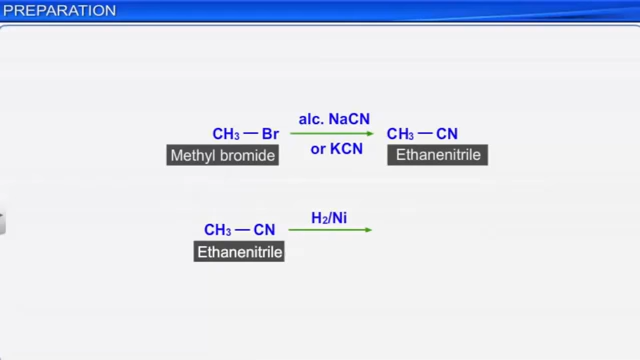 PREPARATION
alc. NaCN
CH₃ — Br → CH₃ — CN
or KCN
Methyl bromide Ethanenitrile
H₂/Ni
CH₃ — CN →
Ethanenitrile